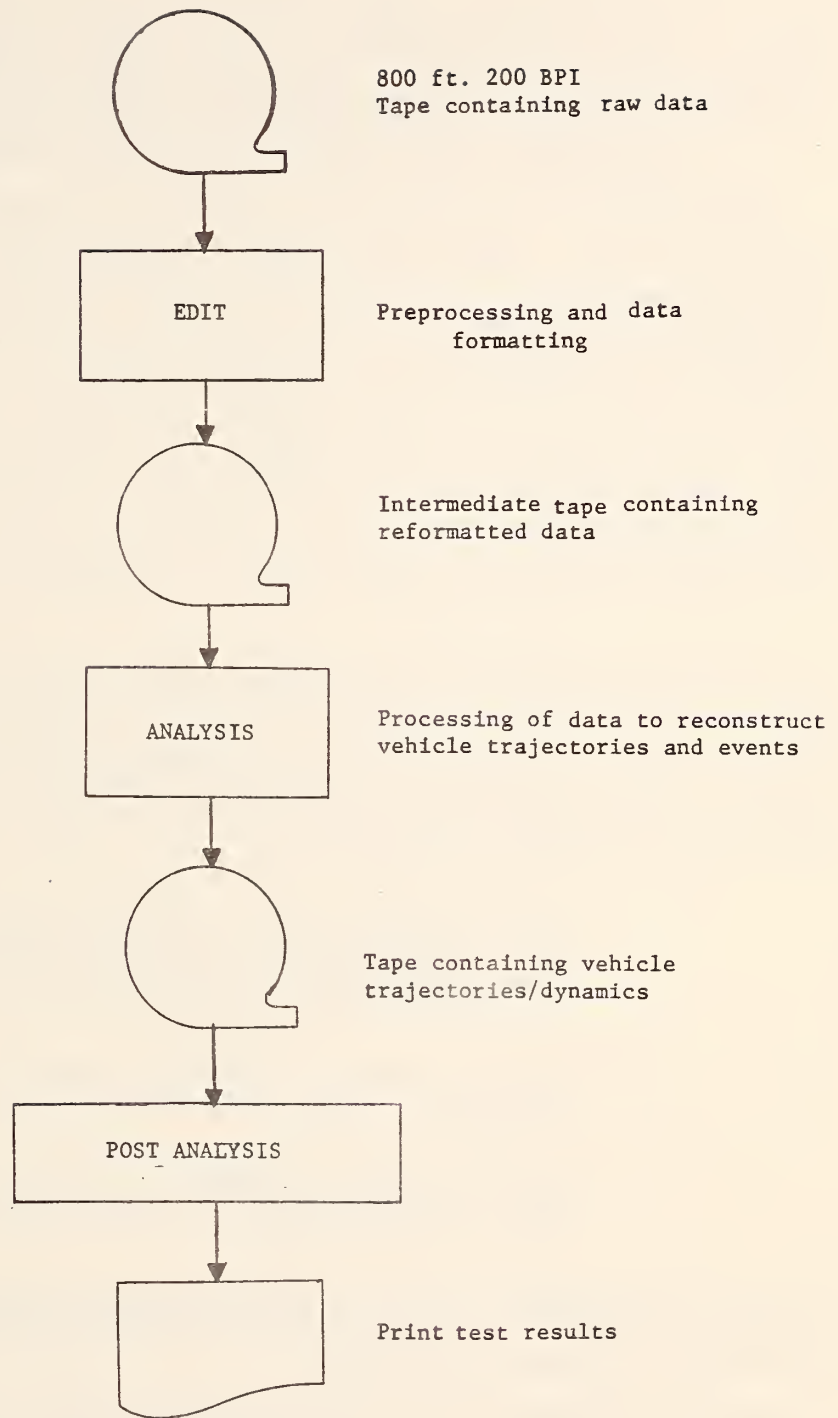 800 ft. 200 BPI
Tape containing raw data
EDIT
Preprocessing and data
formatting
Intermediate tape containing
reformatted data
ANALYSIS
Processing of data to reconstruct
vehicle trajectories and events
Tape containing vehicle
trajectories/dynamics
POST ANALYSIS
Print test results